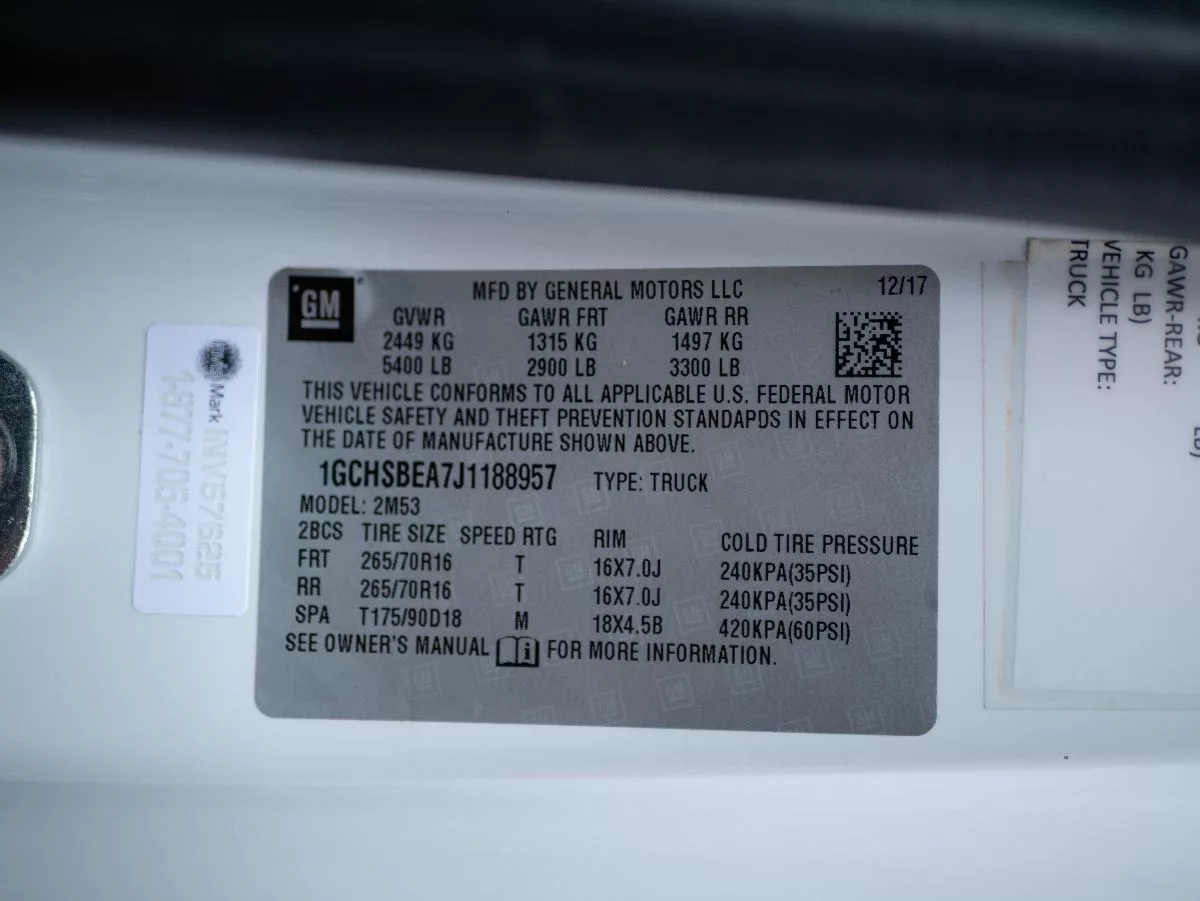 GM
MFD BY GENERAL MOTORS LLC 12/17
GVWR GAWR FRT GAWR RR
2449 KG 1315 KG 1497 KG
5400 LB 2900 LB 3300 LB
THIS VEHICLE CONFORMS TO ALL APPLICABLE U.S. FEDERAL MOTOR
VEHICLE SAFETY AND THEFT PREVENTION STANDAPDS IN EFFECT ON
THE DATE OF MANUFACTURE SHOWN ABOVE.
1GCHSBEA7J1188957 TYPE: TRUCK
MODEL: 2M53
2BCS TIRE SIZE SPEED RTG RIM COLD TIRE PRESSURE
FRT 265/70R16 T 16X7.0J 240KPA(35PSI)
RR 265/70R16 T 16X7.0J 240KPA(35PSI)
SPA T175/90D18 M 18X4.5B 420KPA(60PSI)
SEE OWNER'S MANUAL FOR MORE INFORMATION.
Mark INV57625
1-877-705-4001
GAWR-REAR:
KG LB)
VEHICLE TYPE:
TRUCK
LB)